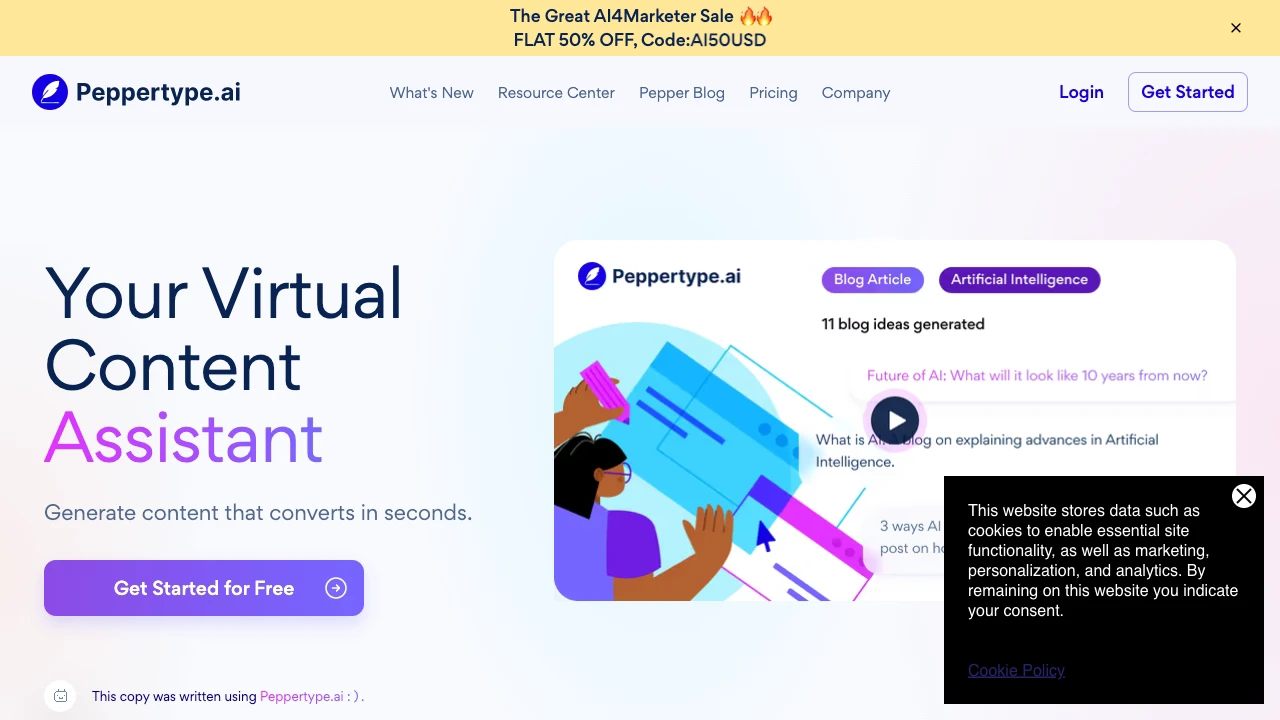 The Great AI4Marketer Sale 🔥🔥
FLAT 50% OFF, Code:AI50USD
Peppertype.ai
What's New
Resource Center
Pepper Blog
Pricing
Company
Login
Get Started
Your Virtual
Content
Assistant
Generate content that converts in seconds.
Get Started for Free
This copy was written using Peppertype.ai : ) .
Peppertype.ai
Blog Article
Artificial Intelligence
11 blog ideas generated
Future of AI: What will it look like 10 years from now?
What is AI: A blog on explaining advances in Artificial
Intelligence.
3 ways AI
post on
This website stores data such as
cookies to enable essential site
functionality, as well as marketing,
personalization, and analytics. By
remaining on this website you indicate
your consent.
Cookie Policy